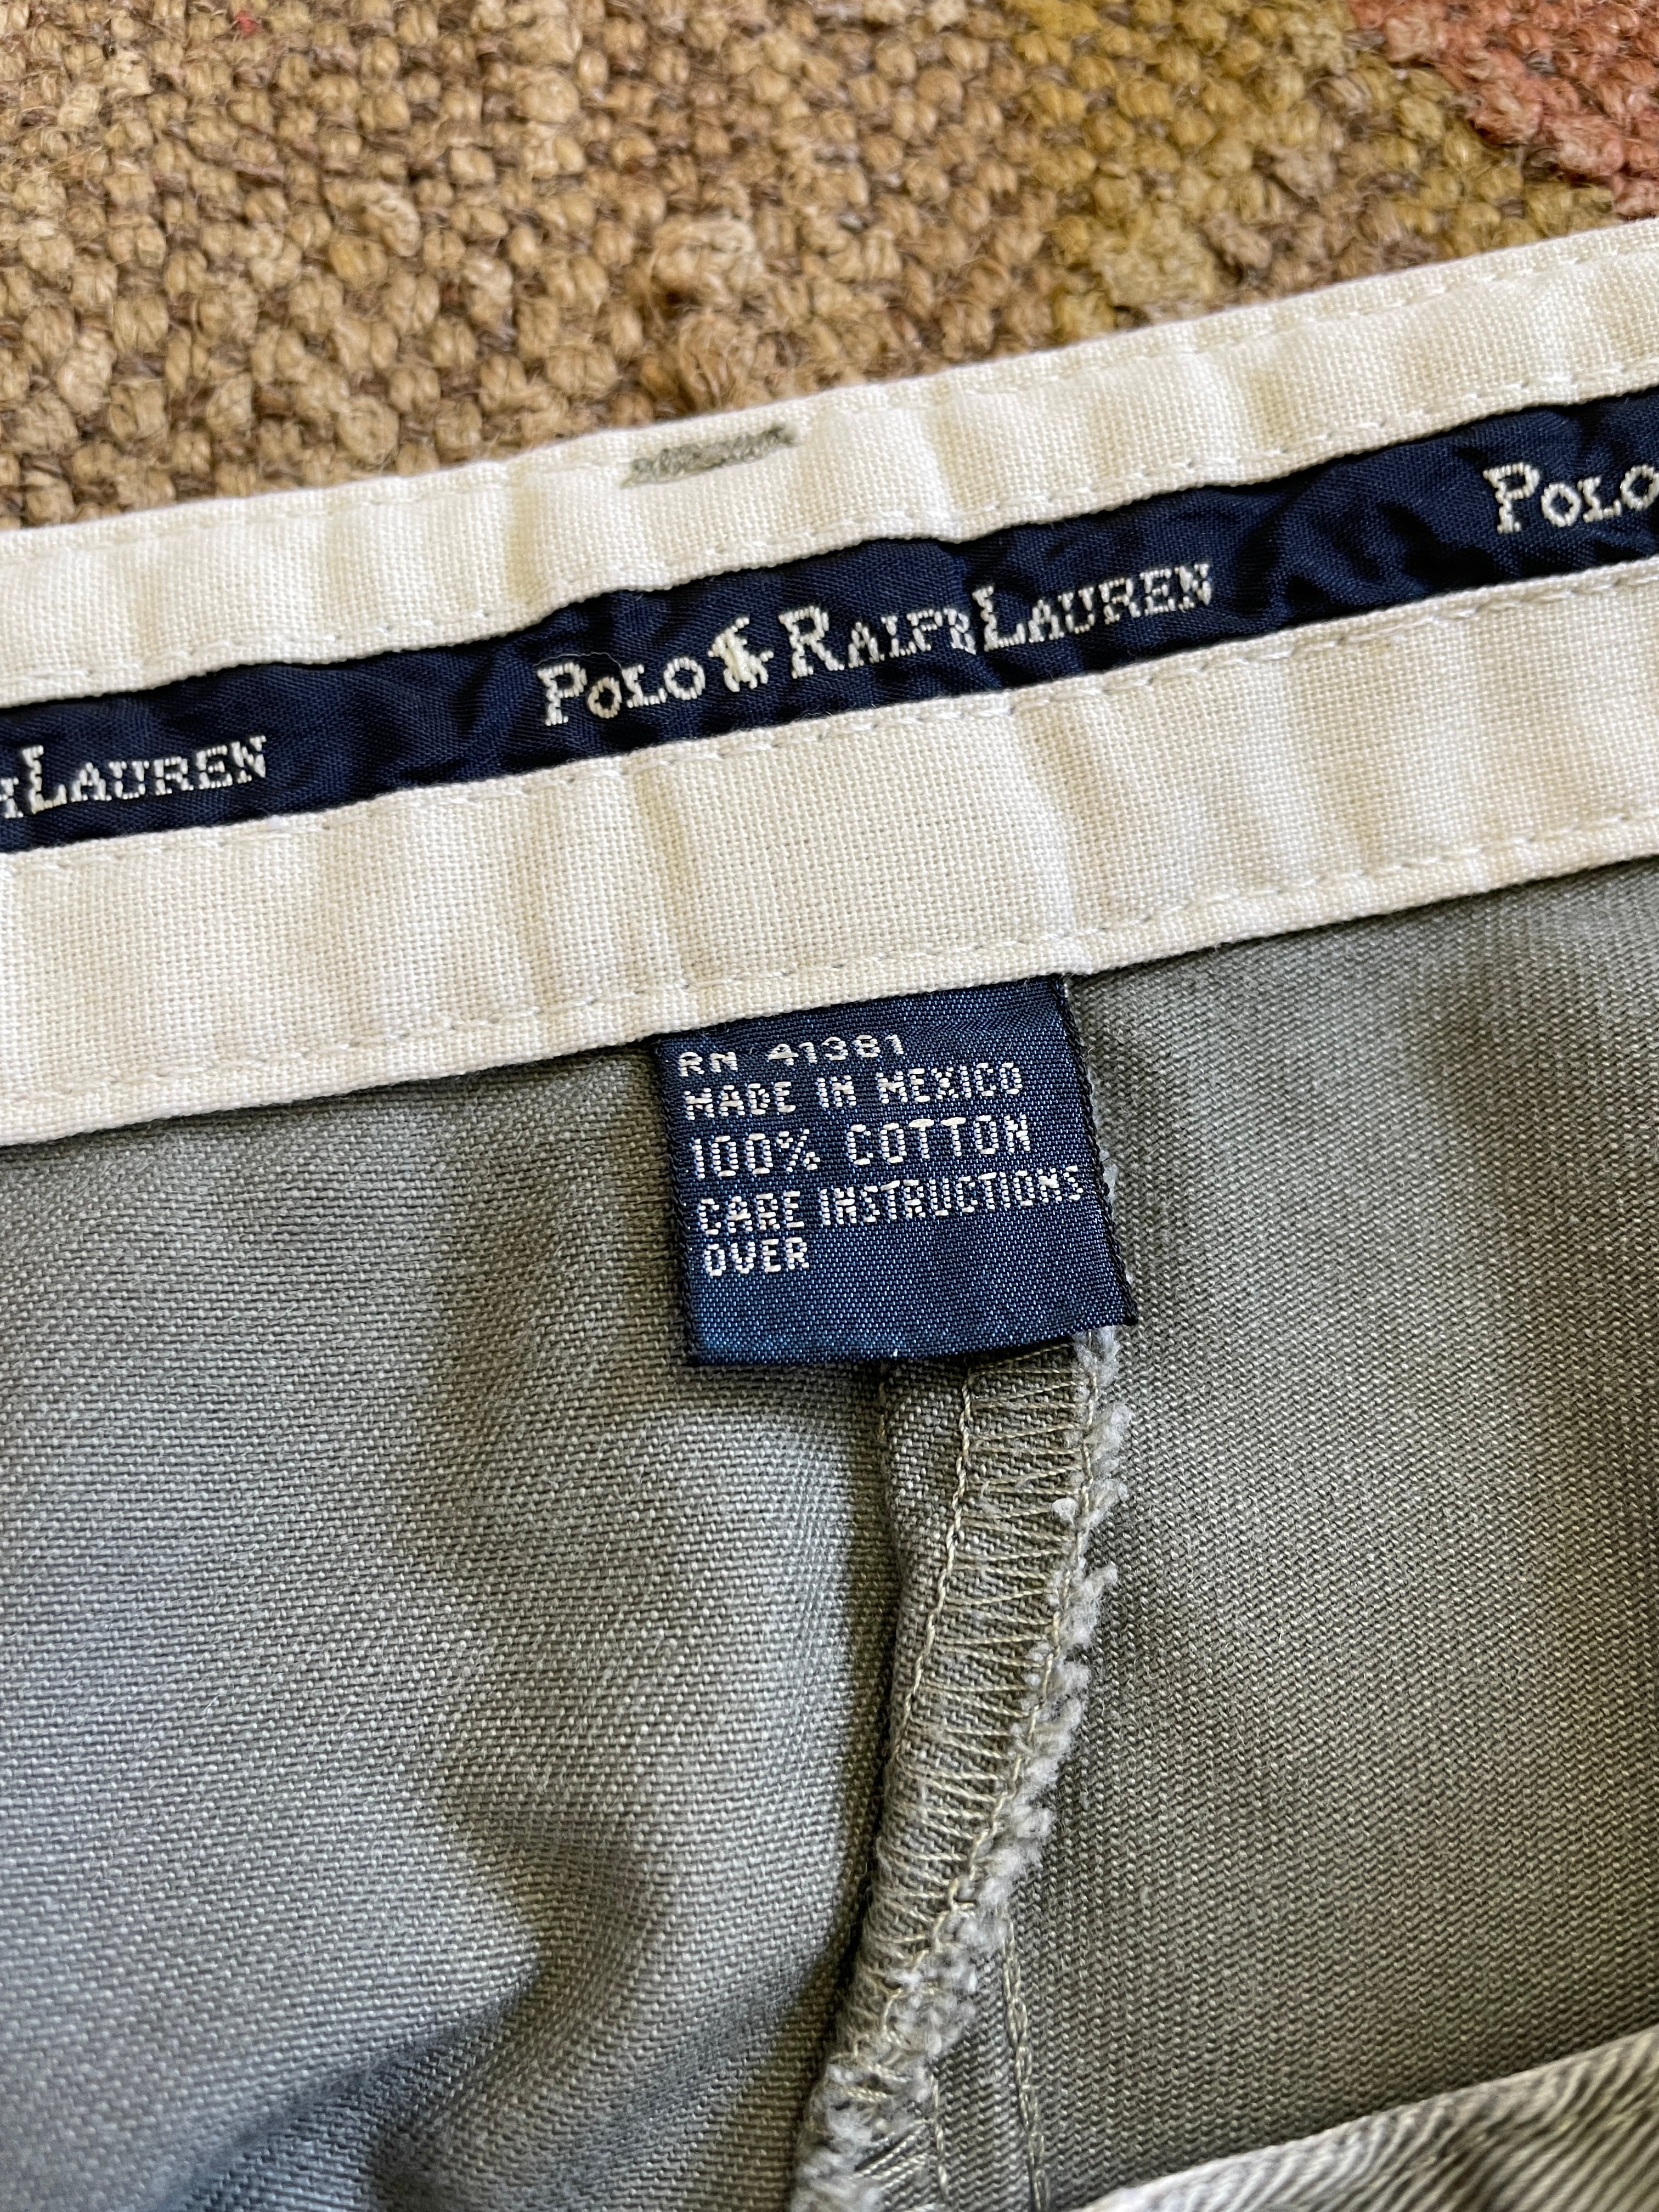 POLO RALPH LAUREN
POLO
LAUREN
RN 41381
MADE IN MEXICO
100% COTTON
CARE INSTRUCTIONS
OVER